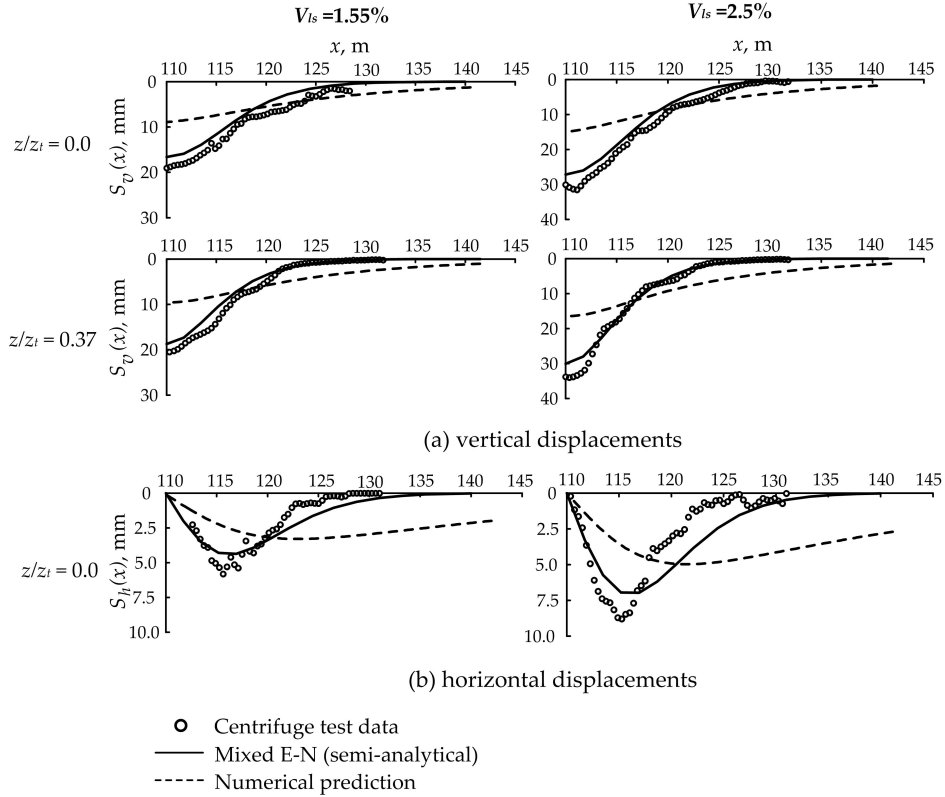 V_ls =1.55%
V_ls =2.5%
x, m
x, m
110 115 120 125 130 135 140 145
110 115 120 125 130 135 140 145
z/z_t = 0.0
S_v(x), mm
0
10
20
30
0
10
20
30
40
110 115 120 125 130 135 140 145
110 115 120 125 130 135 140 145
z/z_t = 0.37
S_v(x), mm
0
10
20
30
0
10
20
30
40
(a) vertical displacements
110 115 120 125 130 135 140 145
110 115 120 125 130 135 140 145
z/z_t = 0.0
S_h(x), mm
0
2.5
5.0
7.5
10.0
0
2.5
5.0
7.5
10.0
(b) horizontal displacements
Centrifuge test data
Mixed E-N (semi-analytical)
Numerical prediction